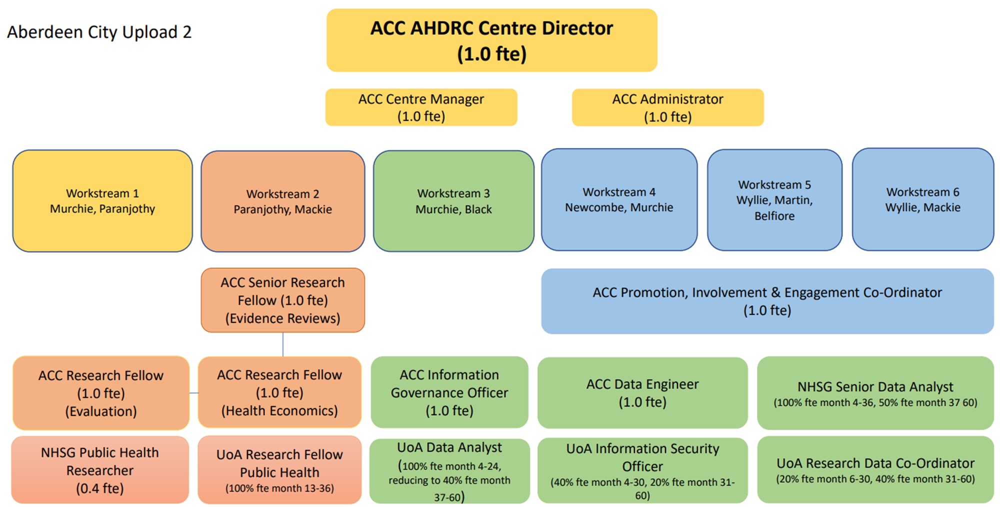 Aberdeen City Upload 2
ACC AHDRC Centre Director
(1.0 fte)
ACC Centre Manager
(1.0 fte)
ACC Administrator
(1.0 fte)
Workstream 1
Murchie, Paranjothy
Workstream 2
Paranjothy, Mackie
Workstream 3
Murchie, Black
Workstream 4
Newcombe, Murchie
Workstream 5
Wyllie, Martin,
Belfiore
Workstream 6
Wyllie, Mackie
ACC Senior Research
Fellow (1.0 fte)
(Evidence Reviews)
ACC Promotion, Involvement & Engagement Co-Ordinator
(1.0 fte)
ACC Research Fellow
(1.0 fte)
(Evaluation)
ACC Research Fellow
(1.0 fte)
(Health Economics)
ACC Information
Governance Officer
(1.0 fte)
ACC Data Engineer
(1.0 fte)
NHSG Senior Data Analyst
(100% fte month 4-36, 50% fte month 37 60)
NHSG Public Health
Researcher
(0.4 fte)
UoA Research Fellow
Public Health
(100% fte month 13-36)
UoA Data Analyst
(100% fte month 4-24,
reducing to 40% fte month
37-60)
UoA Information Security
Officer
(40% fte month 4-30, 20% fte month 31-
60)
UoA Research Data Co-Ordinator
(20% fte month 6-30, 40% fte month 31-60)